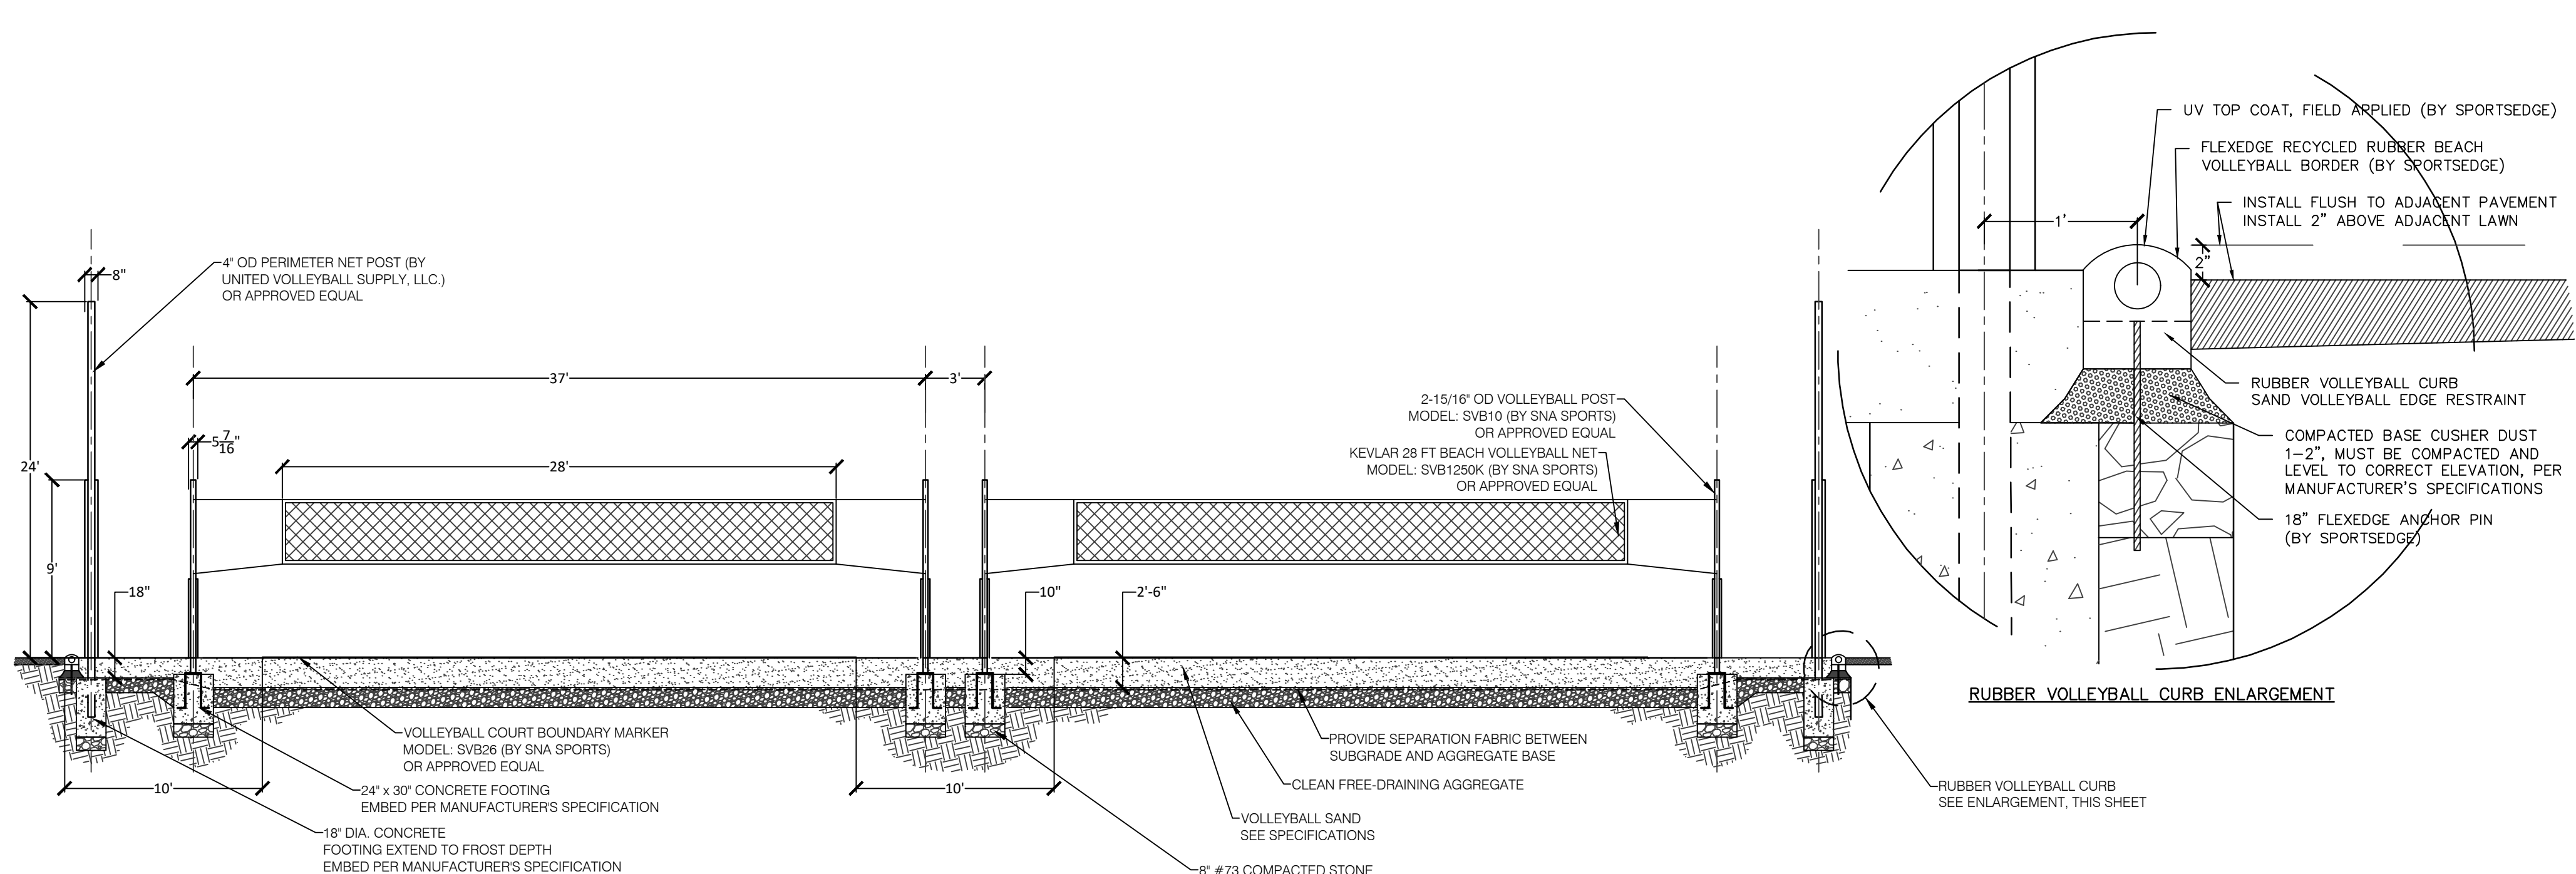 UV TOP COAT, FIELD APPLIED (BY SPORTSEDGE)
FLEXEDGE RECYCLED RUBBER BEACH
VOLLEYBALL BORDER (BY SPORTSEDGE)
INSTALL FLUSH TO ADJACENT PAVEMENT
INSTALL 2” ABOVE ADJACENT LAWN
1'
2”
RUBBER VOLLEYBALL CURB
SAND VOLLEYBALL EDGE RESTRAINT
COMPACTED BASE CUSHER DUST
1–2”, MUST BE COMPACTED AND
LEVEL TO CORRECT ELEVATION, PER
MANUFACTURER'S SPECIFICATIONS
18” FLEXEDGE ANCHOR PIN
(BY SPORTSEDGE)
RUBBER VOLLEYBALL CURB ENLARGEMENT
8"
4" OD PERIMETER NET POST (BY
UNITED VOLLEYBALL SUPPLY, LLC.)
OR APPROVED EQUAL
37'
3'
2-15/16" OD VOLLEYBALL POST
MODEL: SVB10 (BY SNA SPORTS)
OR APPROVED EQUAL
KEVLAR 28 FT BEACH VOLLEYBALL NET
MODEL: SVB1250K (BY SNA SPORTS)
OR APPROVED EQUAL
5 7/16"
24'
28'
9'
18"
10"
2'-6"
VOLLEYBALL COURT BOUNDARY MARKER
MODEL: SVB26 (BY SNA SPORTS)
OR APPROVED EQUAL
PROVIDE SEPARATION FABRIC BETWEEN
SUBGRADE AND AGGREGATE BASE
10'
10'
CLEAN FREE-DRAINING AGGREGATE
RUBBER VOLLEYBALL CURB
SEE ENLARGEMENT, THIS SHEET
24" x 30" CONCRETE FOOTING
EMBED PER MANUFACTURER'S SPECIFICATION
VOLLEYBALL SAND
SEE SPECIFICATIONS
18" DIA. CONCRETE
FOOTING EXTEND TO FROST DEPTH
EMBED PER MANUFACTURER'S SPECIFICATION
8" #73 COMPACTED STONE